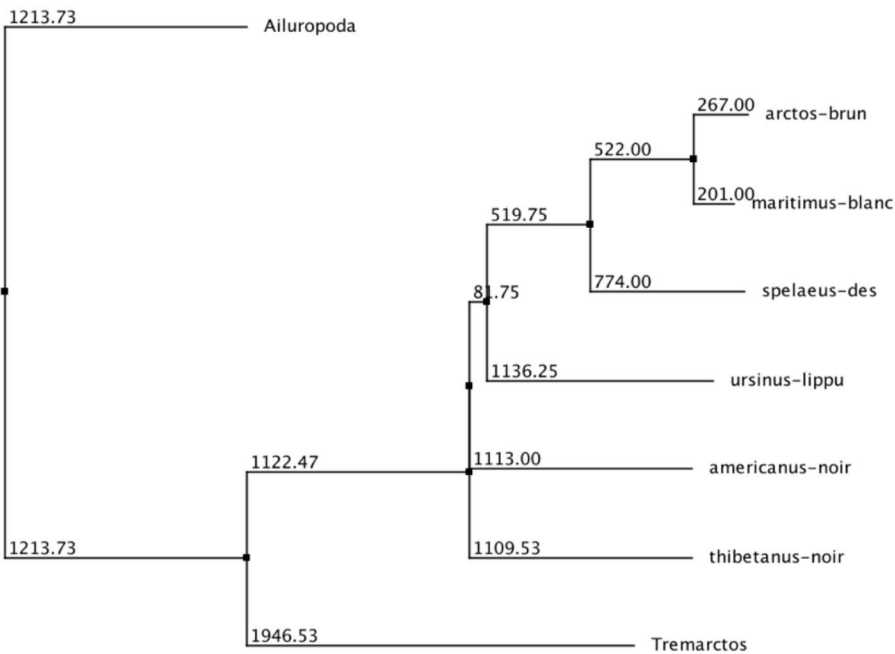 1213.73
Ailuropoda
267.00
arctos-brun
522.00
201.00
maritimus-blanc
519.75
774.00
spelaeus-des
81.75
1136.25
ursinus-lippu
1122.47
1113.00
americanus-noir
1213.73
1109.53
thibetanus-noir
1946.53
Tremarctos